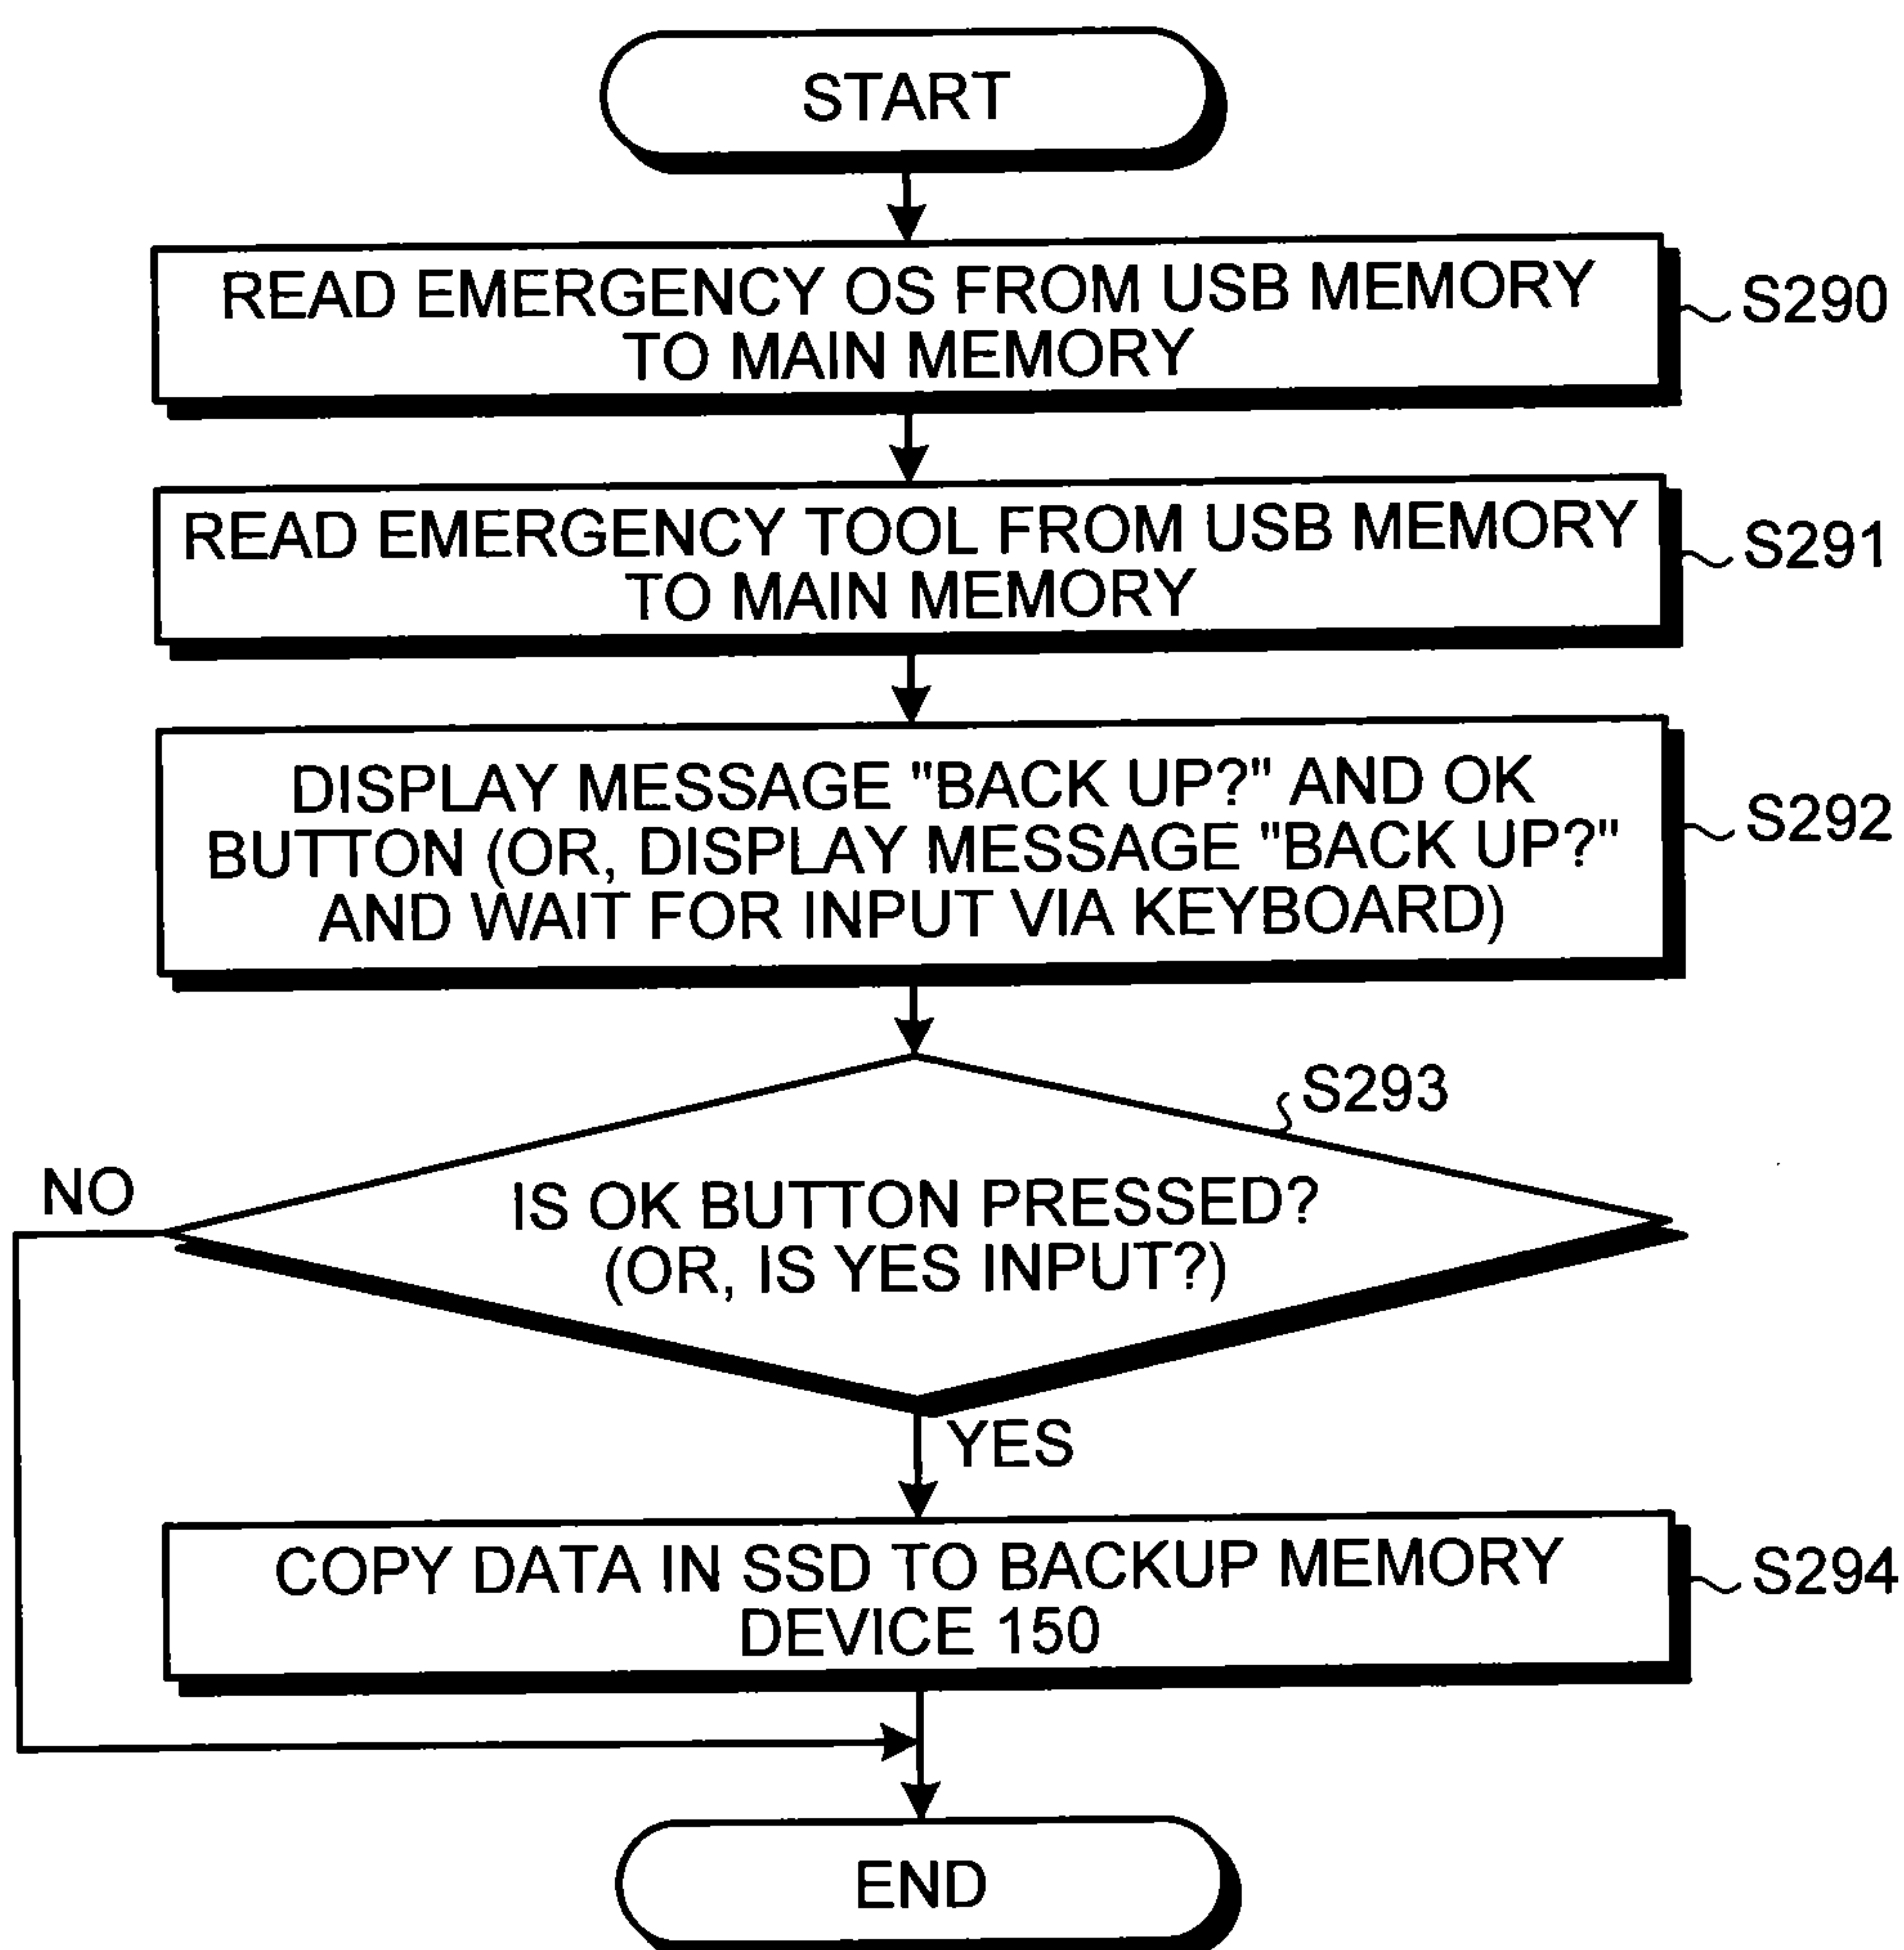 START
READ EMERGENCY OS FROM USB MEMORY
TO MAIN MEMORY
S290
READ EMERGENCY TOOL FROM USB MEMORY
TO MAIN MEMORY
S291
DISPLAY MESSAGE "BACK UP?" AND OK
BUTTON (OR, DISPLAY MESSAGE "BACK UP?"
AND WAIT FOR INPUT VIA KEYBOARD)
S292
S293
NO
IS OK BUTTON PRESSED?
(OR, IS YES INPUT?)
YES
COPY DATA IN SSD TO BACKUP MEMORY
DEVICE 150
S294
END